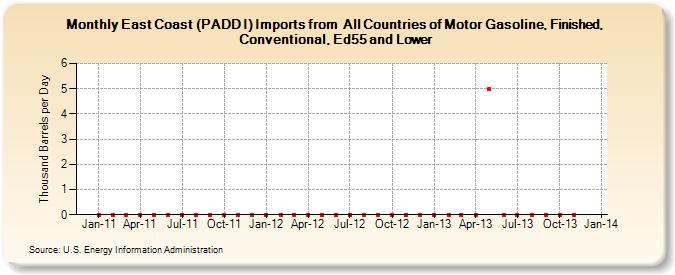 Monthly East Coast (PADD I) Imports from All Countries of Motor Gasoline, Finished,
Conventional, Ed55 and Lower
Thousand Barrels per Day
6
5
4
3
2
1
0
Jan-11 Apr-11 Jul-11 Oct-11 Jan-12 Apr-12 Jul-12 Oct-12 Jan-13 Apr-13 Jul-13 Oct-13 Jan-14
Source: U.S. Energy Information Administration